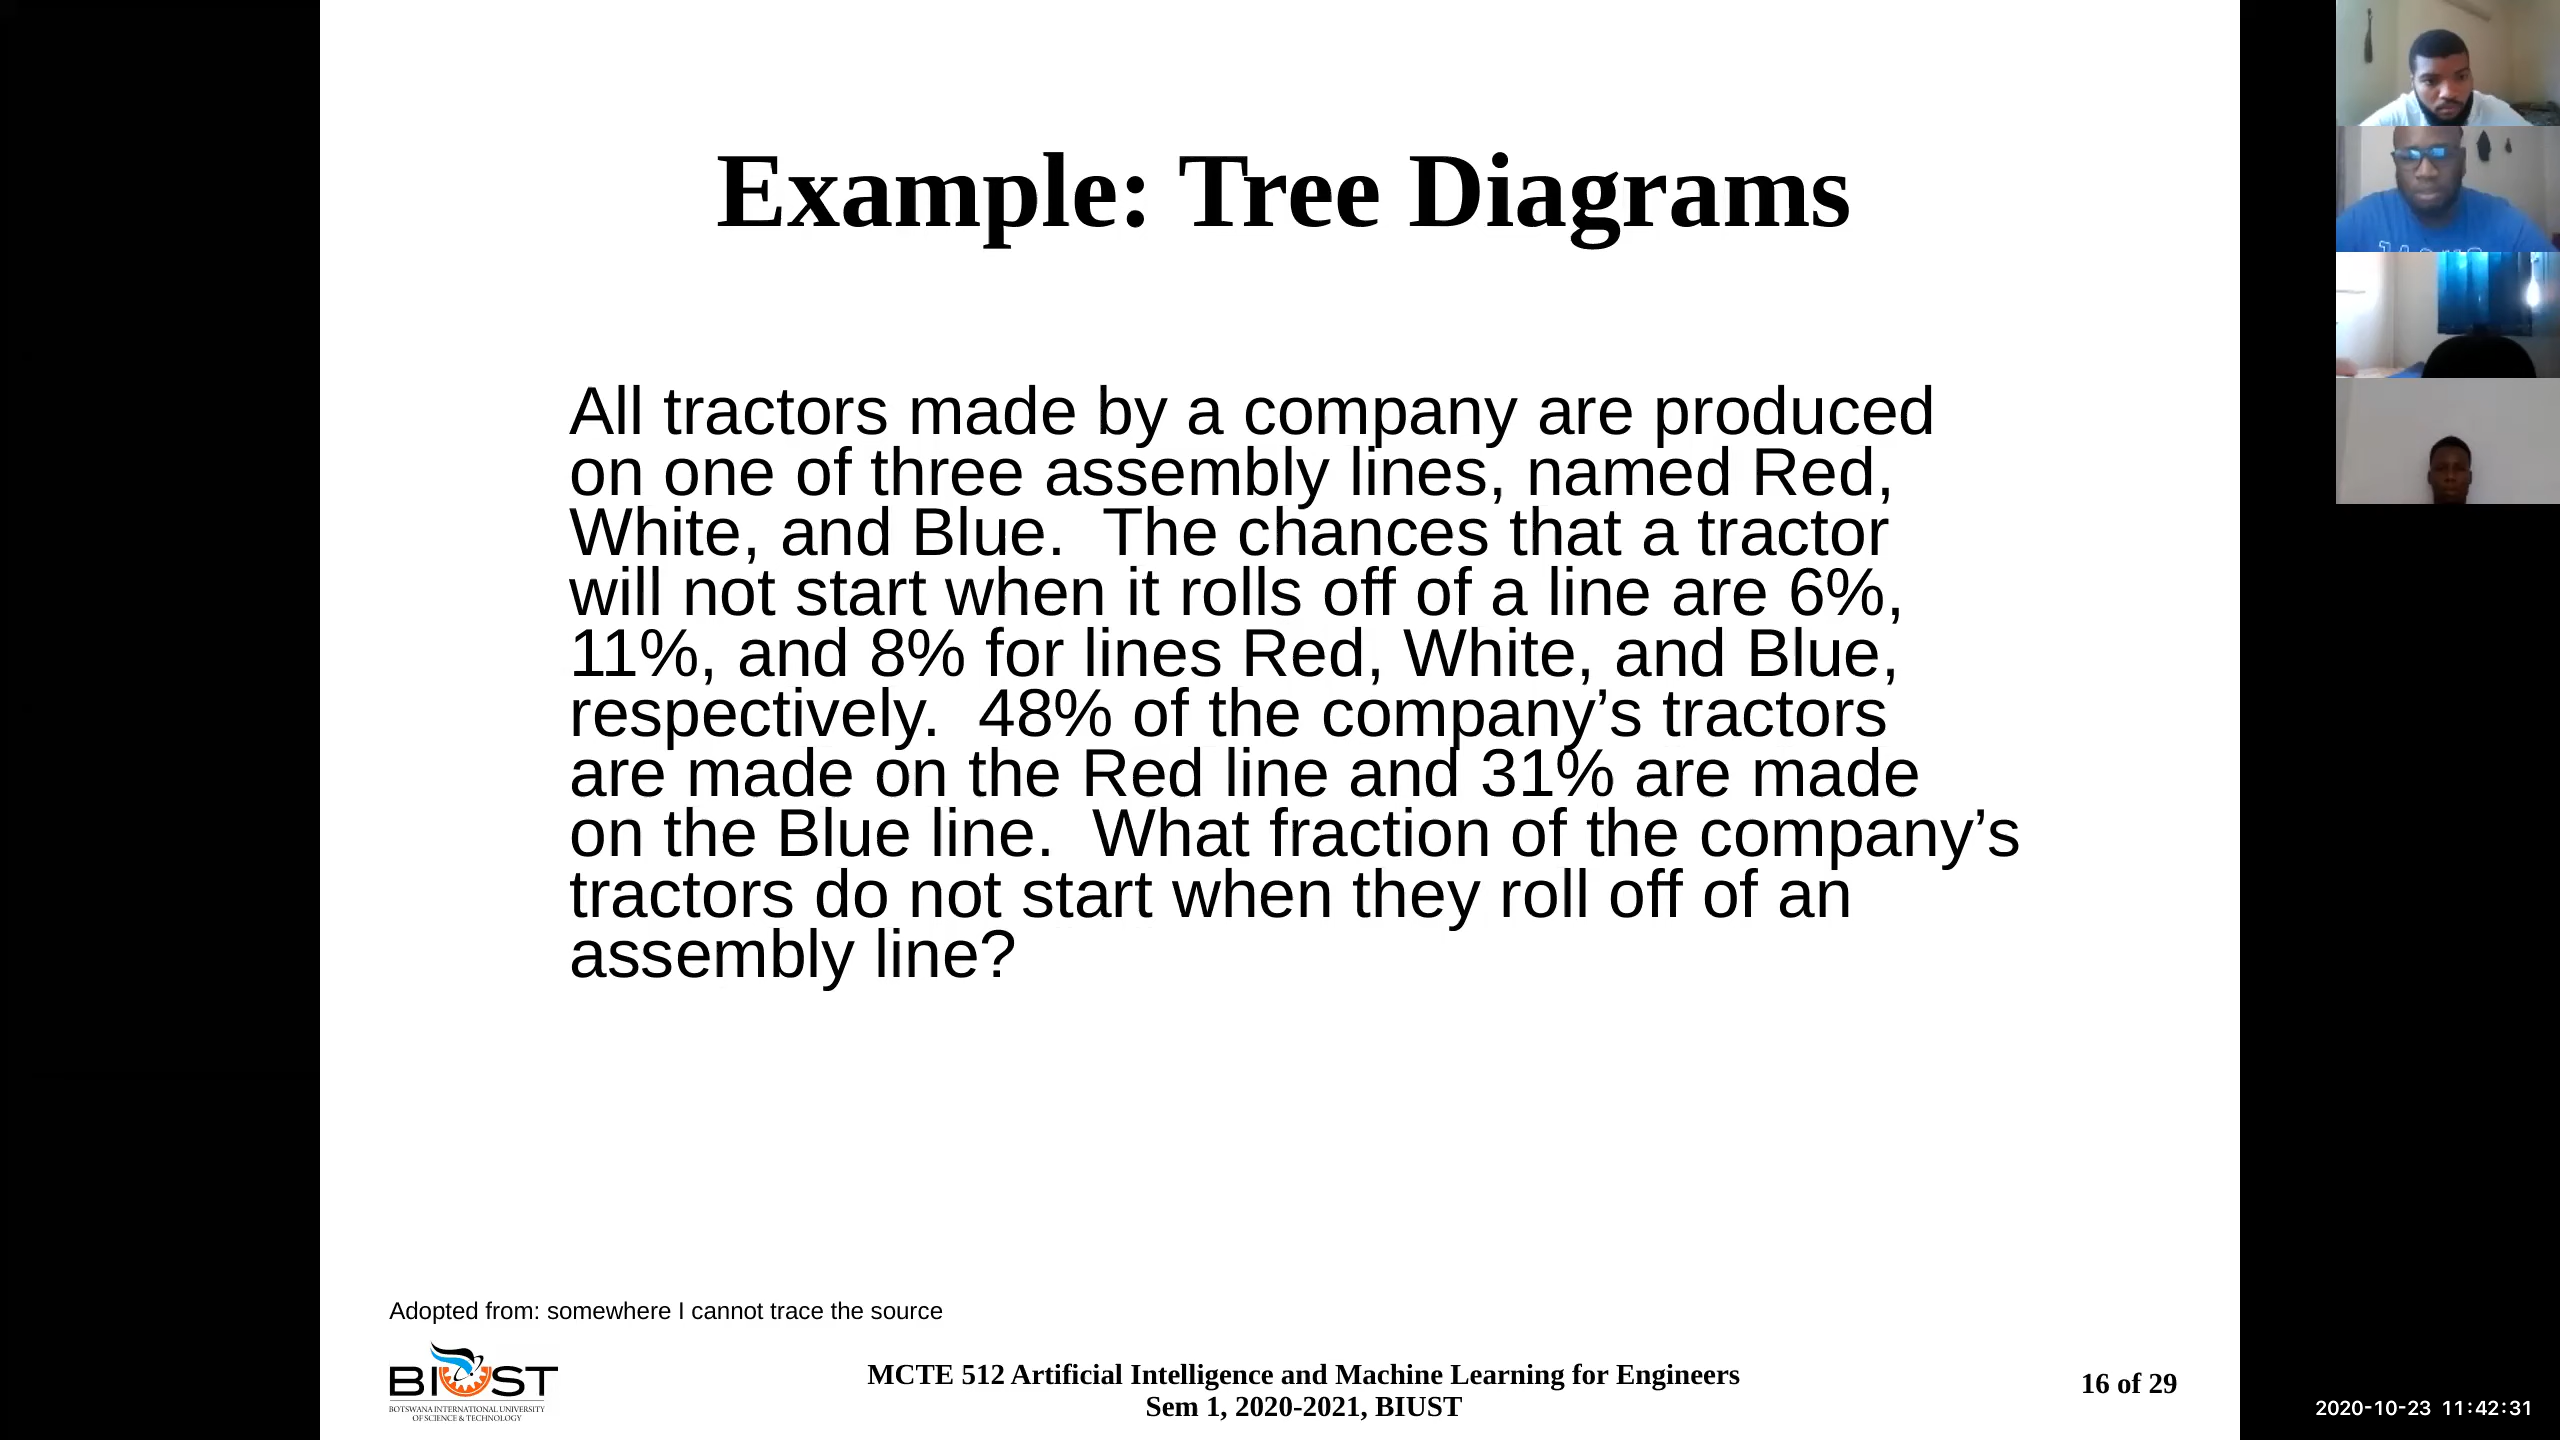 Example: Tree Diagrams
All tractors made by a company are produced
on one of three assembly lines, named Red,
White, and Blue.  The chances that a tractor
will not start when it rolls off of a line are 6%,
11%, and 8% for lines Red, White, and Blue,
respectively.  48% of the company’s tractors
are made on the Red line and 31% are made
on the Blue line.  What fraction of the company’s
tractors do not start when they roll off of an
assembly line?
Adopted from: somewhere I cannot trace the source
BIUST
BOTSWANA INTERNATIONAL UNIVERSITY
OF SCIENCE & TECHNOLOGY
MCTE 512 Artificial Intelligence and Machine Learning for Engineers
Sem 1, 2020-2021, BIUST
16 of 29
2020-10-23 11:42:31